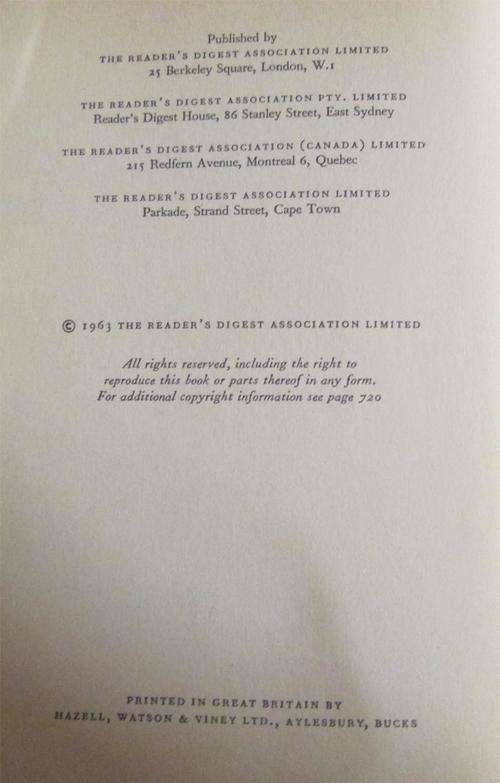 Published by
THE READER'S DIGEST ASSOCIATION LIMITED
25 Berkeley Square, London, W.1
THE READER'S DIGEST ASSOCIATION PTY. LIMITED
Reader's Digest House, 86 Stanley Street, East Sydney
THE READER'S DIGEST ASSOCIATION (CANADA) LIMITED
215 Redfern Avenue, Montreal 6, Quebec
THE READER'S DIGEST ASSOCIATION LIMITED
Parkade, Strand Street, Cape Town
© 1963 THE READER'S DIGEST ASSOCIATION LIMITED
All rights reserved, including the right to
reproduce this book or parts thereof in any form.
For additional copyright information see page 720
PRINTED IN GREAT BRITAIN BY
HAZELL, WATSON & VINEY LTD., AYLESBURY, BUCKS